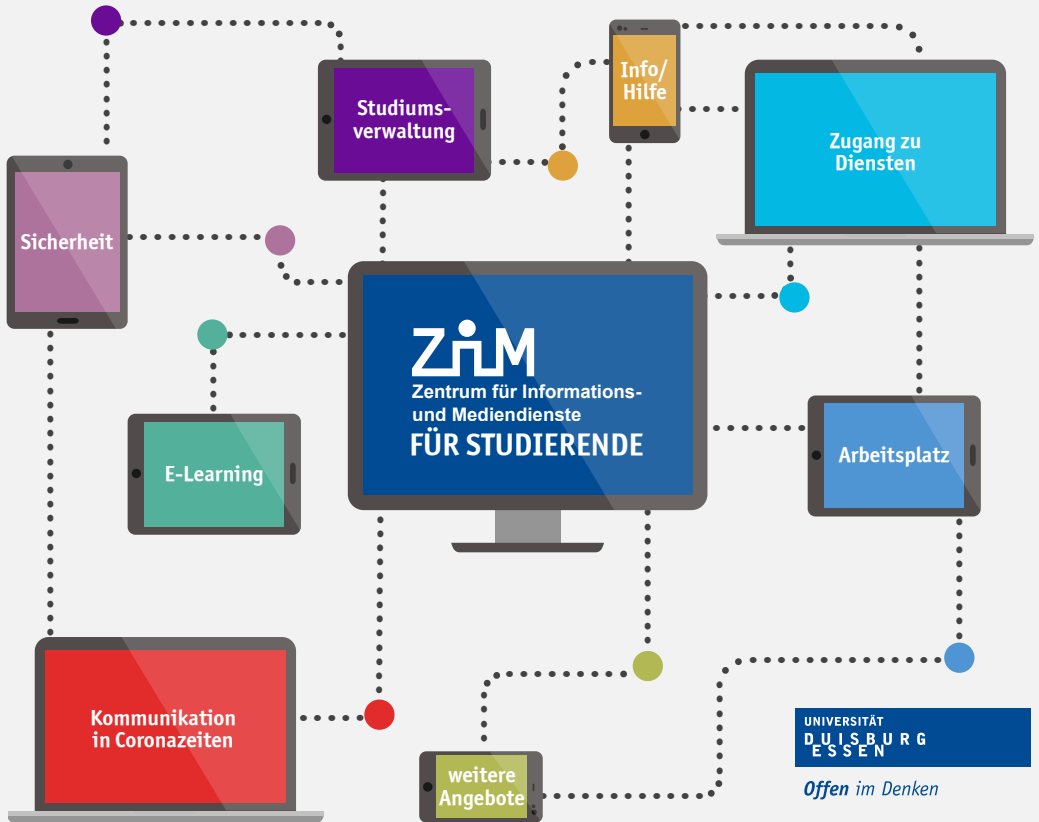 Studiums-
verwaltung
Info/
Hilfe
Zugang zu
Diensten
Sicherheit
ZIM
Zentrum für Informations-
und Mediendienste
FÜR STUDIERENDE
E-Learning
Arbeitsplatz
Kommunikation
in Coronazeiten
weitere
Angebote
UNIVERSITÄT
DUISBURG
ESSEN
Offen im Denken